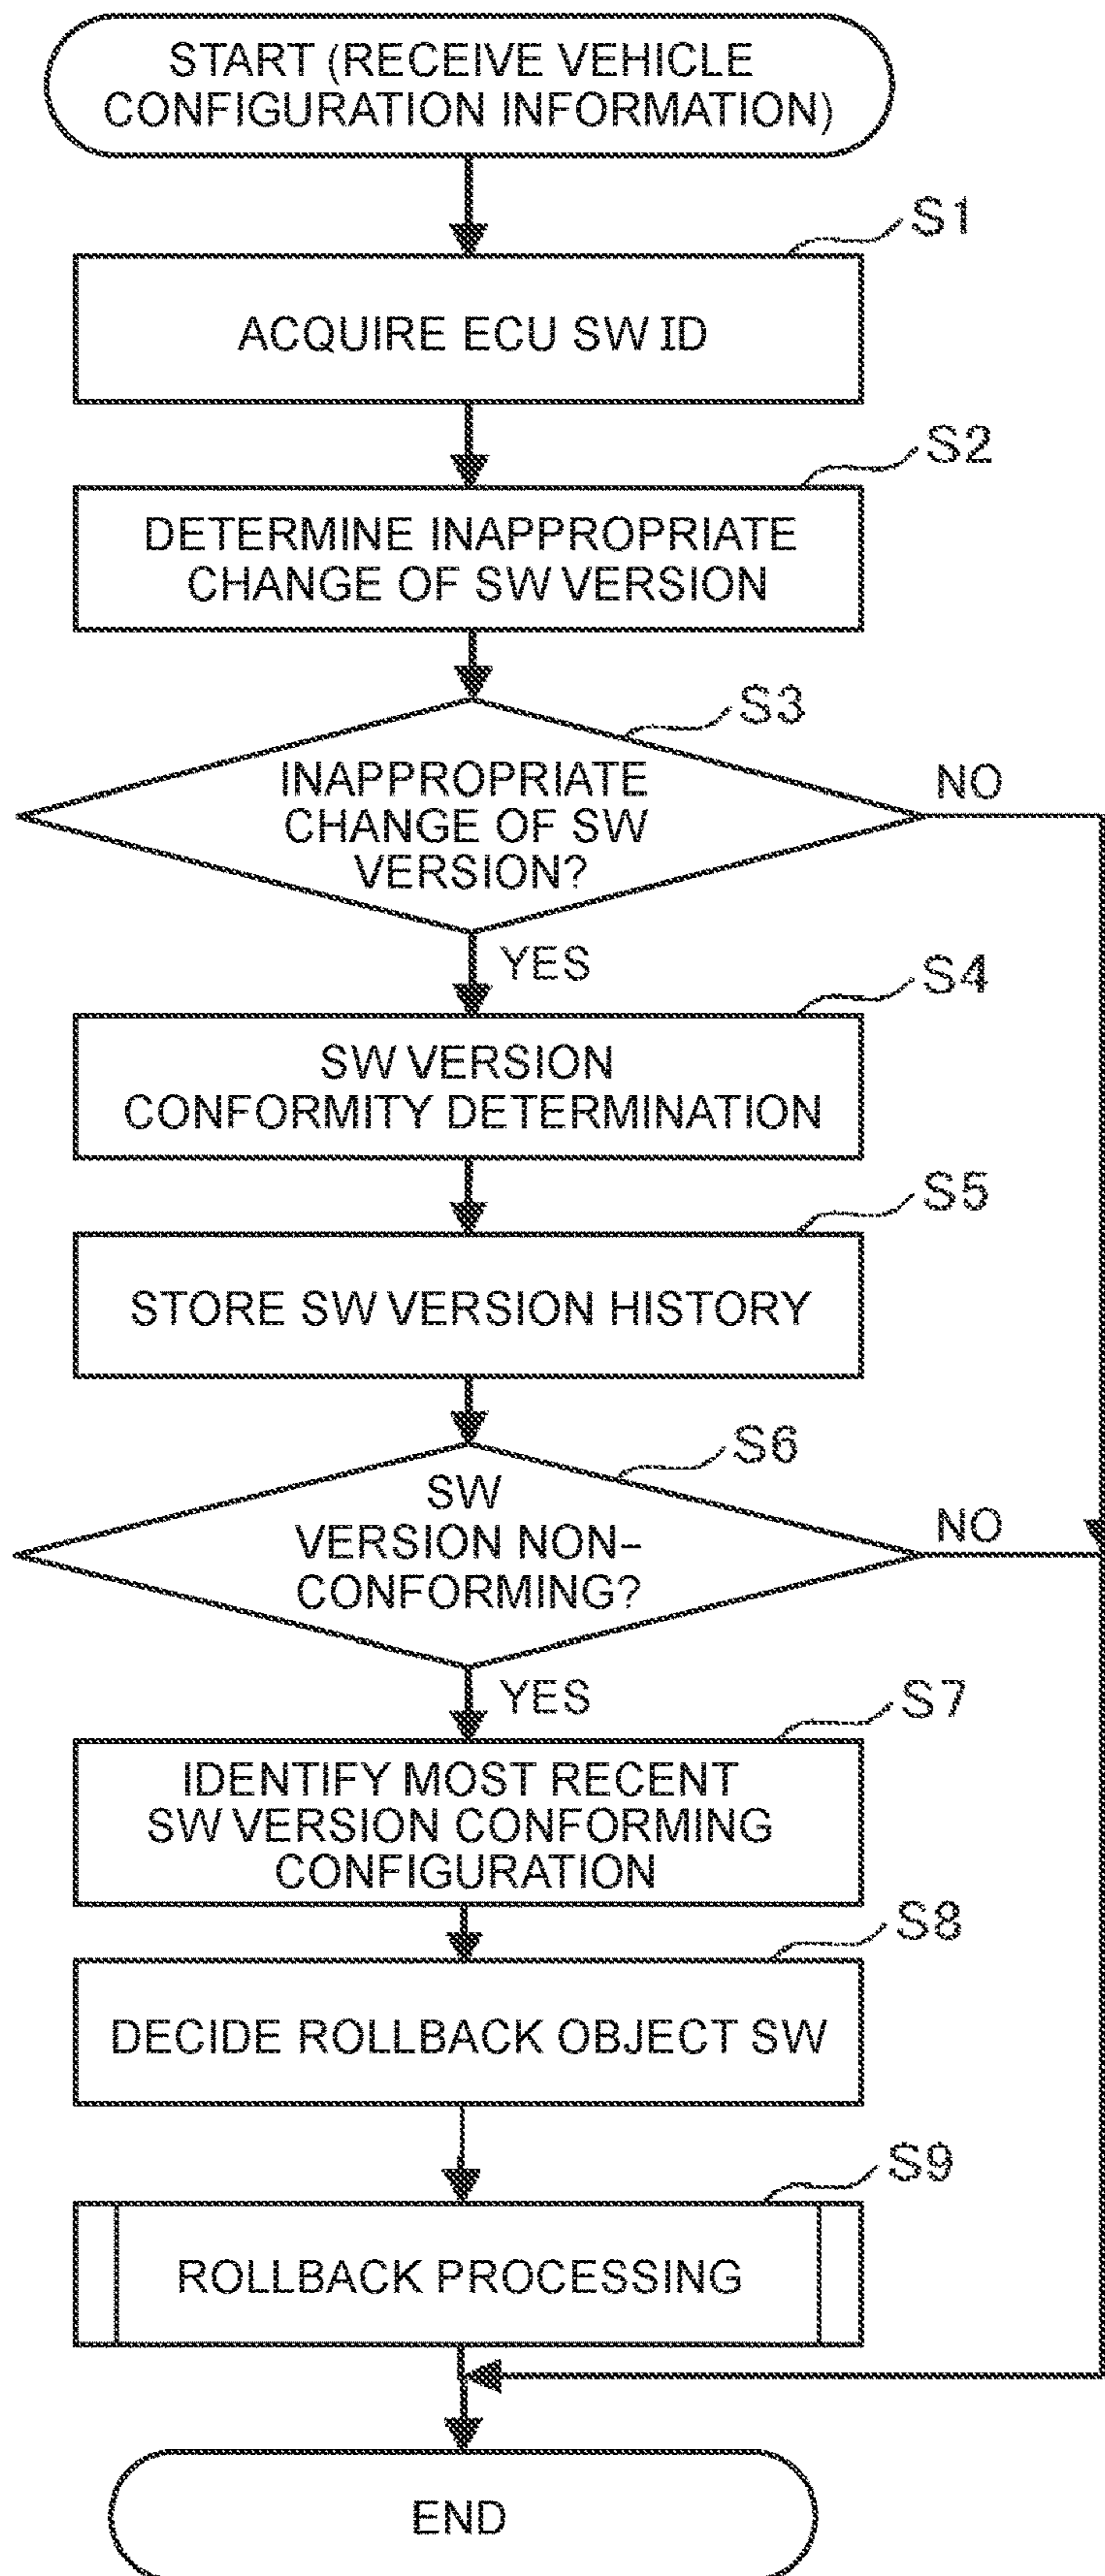 START (RECEIVE VEHICLE
CONFIGURATION INFORMATION)
S1
ACQUIRE ECU SW ID
S2
DETERMINE INAPPROPRIATE
CHANGE OF SW VERSION
S3
INAPPROPRIATE
CHANGE OF SW
VERSION?
NO
YES
S4
SW VERSION
CONFORMITY DETERMINATION
S5
STORE SW VERSION HISTORY
S6
SW
VERSION NON-
CONFORMING?
NO
YES
S7
IDENTIFY MOST RECENT
SW VERSION CONFORMING
CONFIGURATION
S8
DECIDE ROLLBACK OBJECT SW
S9
ROLLBACK PROCESSING
END